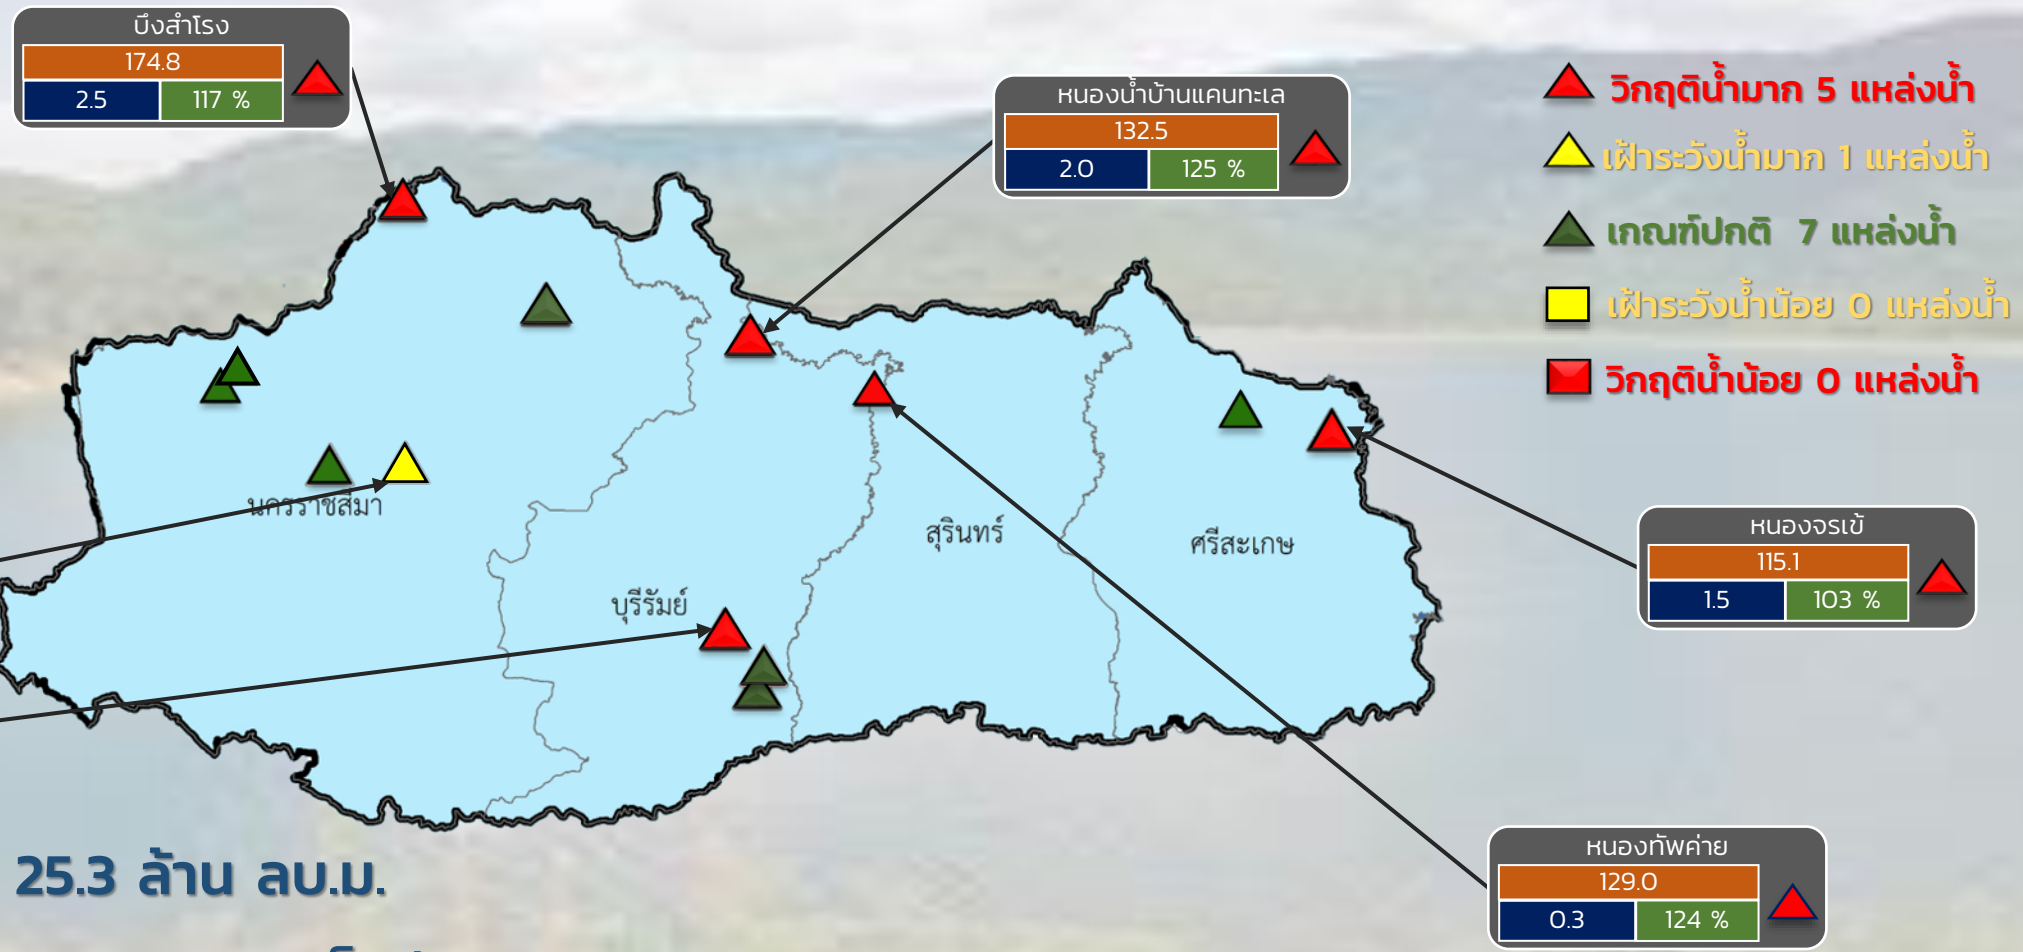 บึงสำโรง
174.8
2.5 117 %
หนองน้ำบ้านแคนทะเล
132.5
2.0 125 %
วิกฤติน้ำมาก 5 แหล่งน้ำ
เฝ้าระวังน้ำมาก 1 แหล่งน้ำ
เกณฑ์ปกติ 7 แหล่งน้ำ
เฝ้าระวังน้ำน้อย 0 แหล่งน้ำ
วิกฤติน้ำน้อย 0 แหล่งน้ำ
นครราชสีมา
สุรินทร์
ศรีสะเกษ
บุรีรัมย์
หนองจรเข้
115.1
1.5 103 %
หนองทัพค่าย
129.0
0.3 124 %
25.3 ล้าน ลบ.ม.